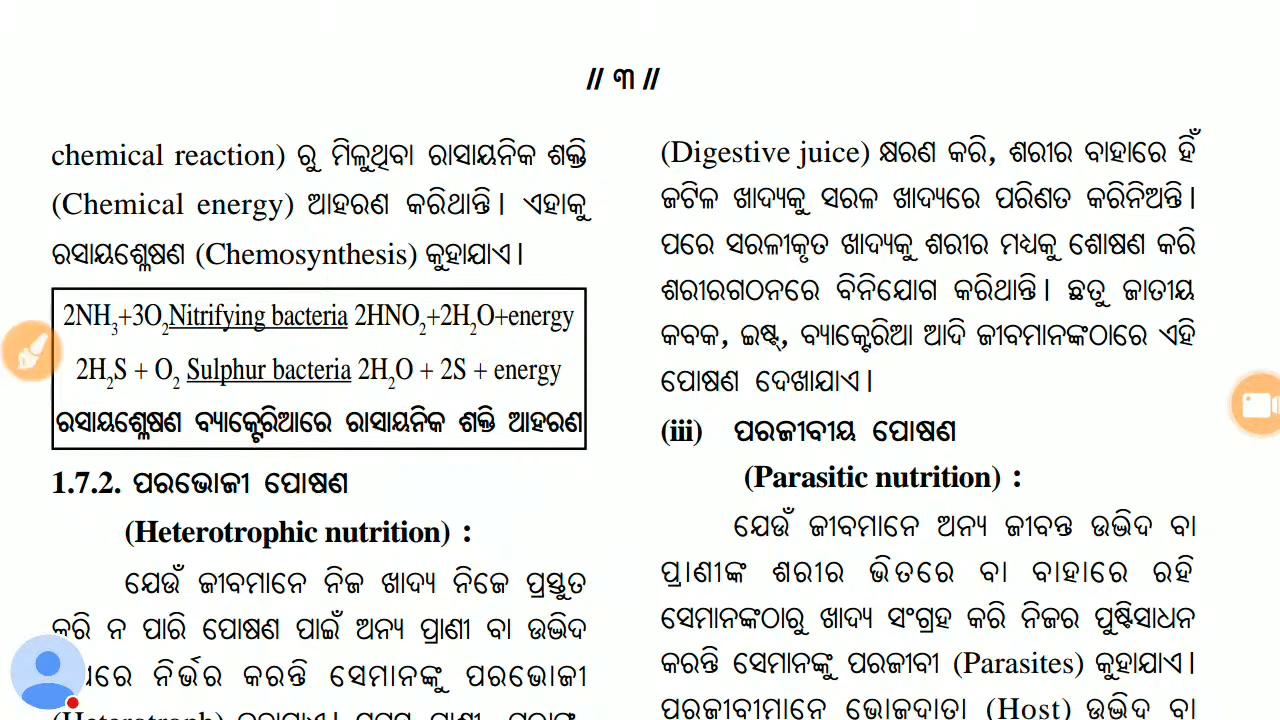 // ୩ //
chemical reaction) ରୁ ମିଳୁଥିବା ରାସାୟନିକ ଶକ୍ତି
(Chemical energy) ଆହରଣ କରିଥାନ୍ତି। ଏହାକୁ
ରସାୟଶ୍ଳେଷଣ (Chemosynthesis) କୁହାଯାଏ।
2NH₃+3O₂Nitrifying bacteria 2HNO₂+2H₂O+energy
2H₂S + O₂ Sulphur bacteria 2H₂O + 2S + energy
ରସାୟଶ୍ଳେଷଣ ବ୍ୟାକ୍ଟେରିଆରେ ରାସାୟନିକ ଶକ୍ତି ଆହରଣ
1.7.2. ପରଭୋଜୀ ପୋଷଣ
(Heterotrophic nutrition) :
ଯେଉଁ ଜୀବମାନେ ନିଜ ଖାଦ୍ୟ ନିଜେ ପ୍ରସ୍ତୁତ
କରି ନ ପାରି ପୋଷଣ ପାଇଁ ଅନ୍ୟ ପ୍ରାଣୀ ବା ଉଦ୍ଭିଦ
ନିର୍ଭର କରନ୍ତି ସେମାନଙ୍କୁ ପରଭୋଜୀ
(Digestive juice) କ୍ଷରଣ କରି, ଶରୀର ବାହାରେ ହିଁ
ଜଟିଳ ଖାଦ୍ୟକୁ ସରଳ ଖାଦ୍ୟରେ ପରିଣତ କରିନିଅନ୍ତି।
ପରେ ସରଳୀକୃତ ଖାଦ୍ୟକୁ ଶରୀର ମଧ୍ୟକୁ ଶୋଷଣ କରି
ଶରୀରଗଠନରେ ବିନିଯୋଗ କରିଥାନ୍ତି। ଛତୁ ଜାତୀୟ
କବକ, ଇଷ୍ଟ୍, ବ୍ୟାକ୍ଟେରିଆ ଆଦି ଜୀବମାନଙ୍କଠାରେ ଏହି
ପୋଷଣ ଦେଖାଯାଏ।
(iii) ପରଜୀବୀୟ ପୋଷଣ
(Parasitic nutrition) :
ଯେଉଁ ଜୀବମାନେ ଅନ୍ୟ ଜୀବନ୍ତ ଉଦ୍ଭିଦ ବା
ପ୍ରାଣୀଙ୍କ ଶରୀର ଭିତରେ ବା ବାହାରେ ରହି
ସେମାନଙ୍କଠାରୁ ଖାଦ୍ୟ ସଂଗ୍ରହ କରି ନିଜର ପୁଷ୍ଟିସାଧନ
କରନ୍ତି ସେମାନଙ୍କୁ ପରଜୀବୀ (Parasites) କୁହାଯାଏ।
ପରଜୀବୀମାନେ ଭୋଜଦାତା (Host) ଉଦ୍ଭିଦ ବା